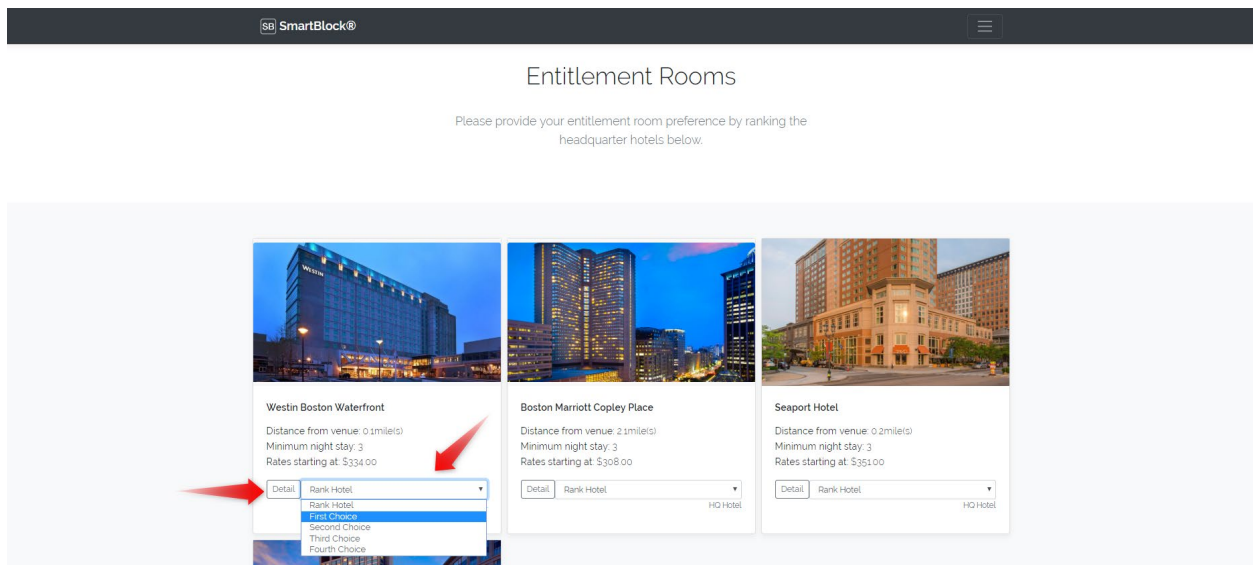 SB SmartBlock®
Entitlement Rooms
Please provide your entitlement room preference by ranking the
headquarter hotels below.
WESTIN
Westin Boston Waterfront
Distance from venue: 0.1mile(s)
Minimum night stay: 3
Rates starting at: $334.00
Detail Rank Hotel
Rank Hotel
First Choice
Second Choice
Third Choice
Fourth Choice
Boston Marriott Copley Place
Distance from venue: 2.1mile(s)
Minimum night stay: 3
Rates starting at: $308.00
Detail Rank Hotel
HQ Hotel
Seaport Hotel
Distance from venue: 0.2mile(s)
Minimum night stay: 3
Rates starting at: $351.00
Detail Rank Hotel
HQ Hotel